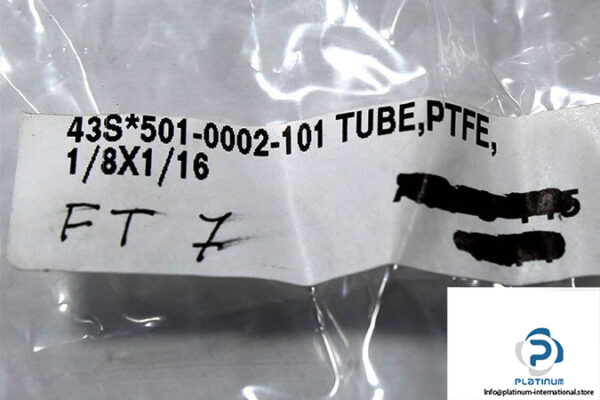 43S*501-0002-101 TUBE,PTFE,
1/8X1/16
FT 7
PLATINUM
Info@platinum-international.store